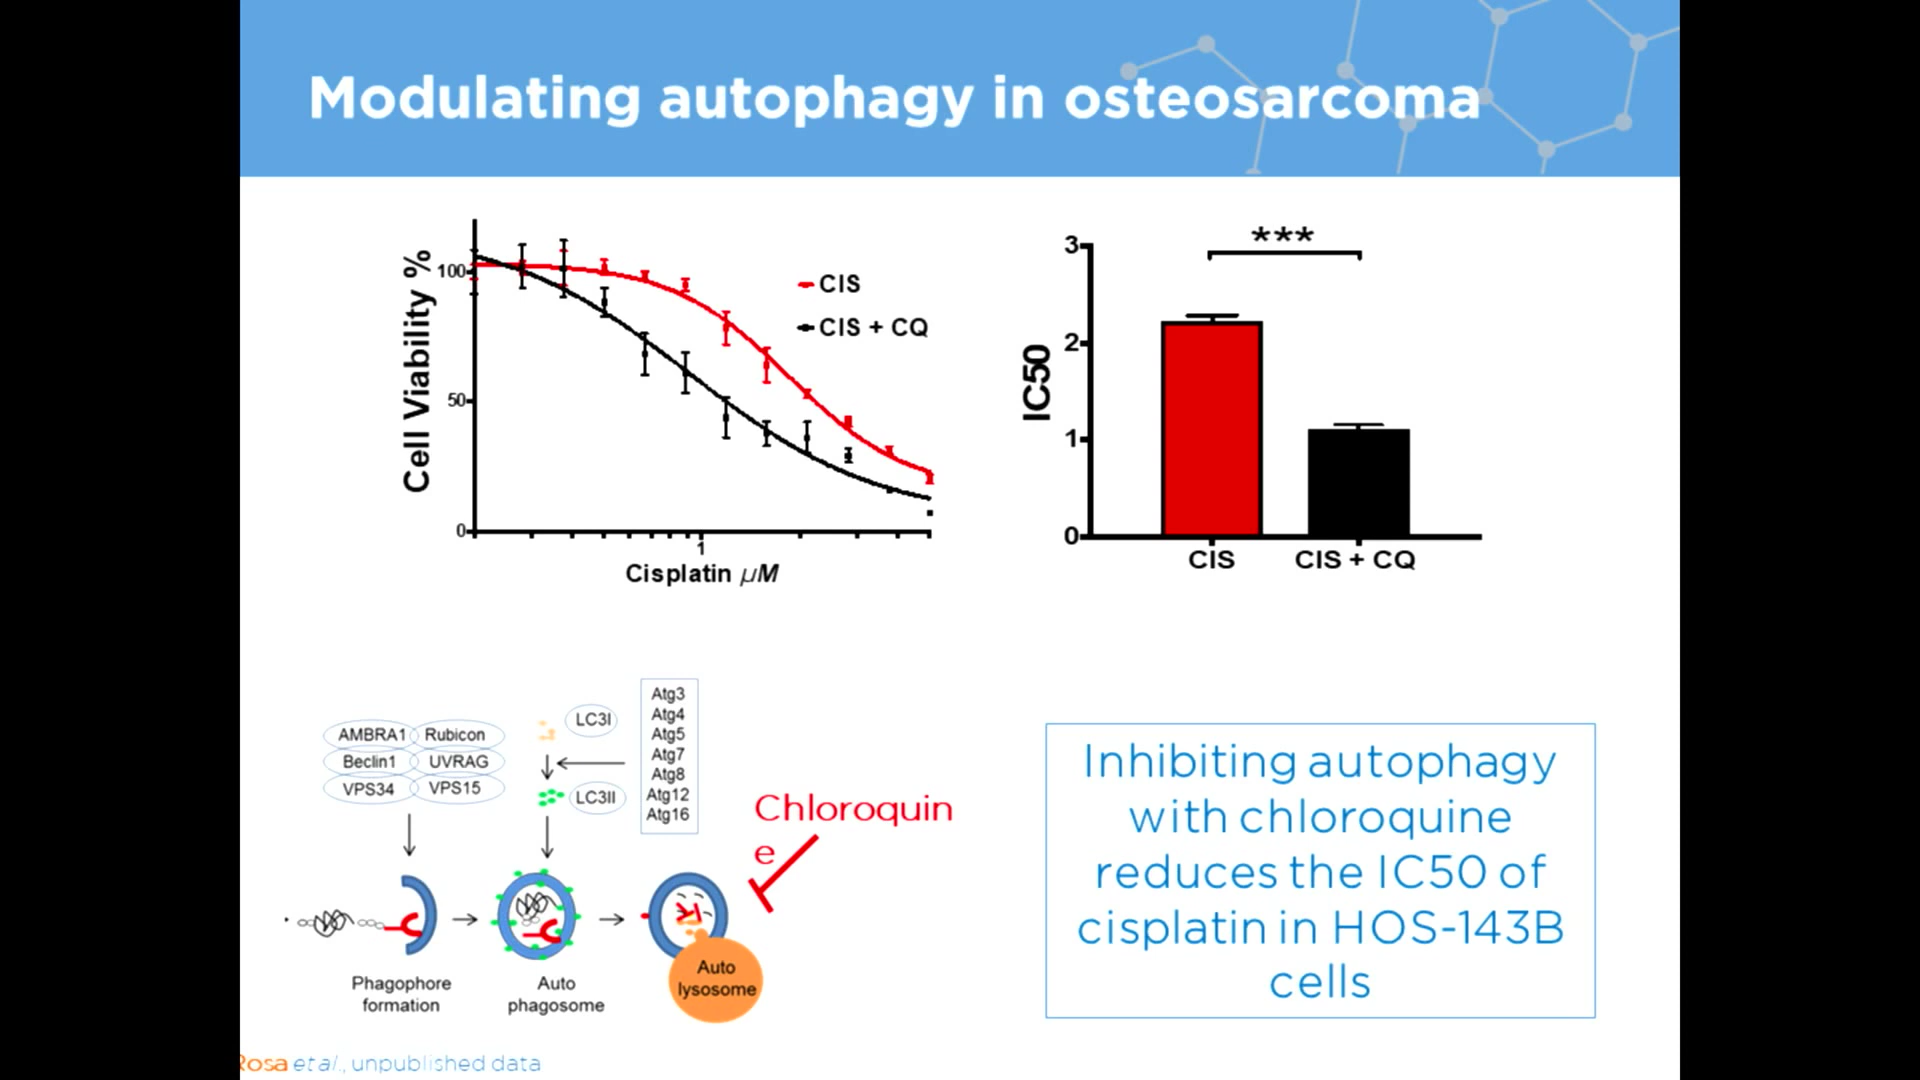 Modulating autophagy in osteosarcoma
Cell Viability %
100
50
0
1
Cisplatin µM
CIS
CIS + CQ
***
IC50
3
2
1
0
CIS
CIS + CQ
AMBRA1
Rubicon
Beclin1
UVRAG
VPS34
VPS15
LC3I
LC3II
Atg3
Atg4
Atg5
Atg7
Atg8
Atg12
Atg16
Chloroquin
e
Phagophore
formation
Auto
phagosome
Auto
lysosome
Inhibiting autophagy
with chloroquine
reduces the IC50 of
cisplatin in HOS-143B
cells
Rosa et al., unpublished data